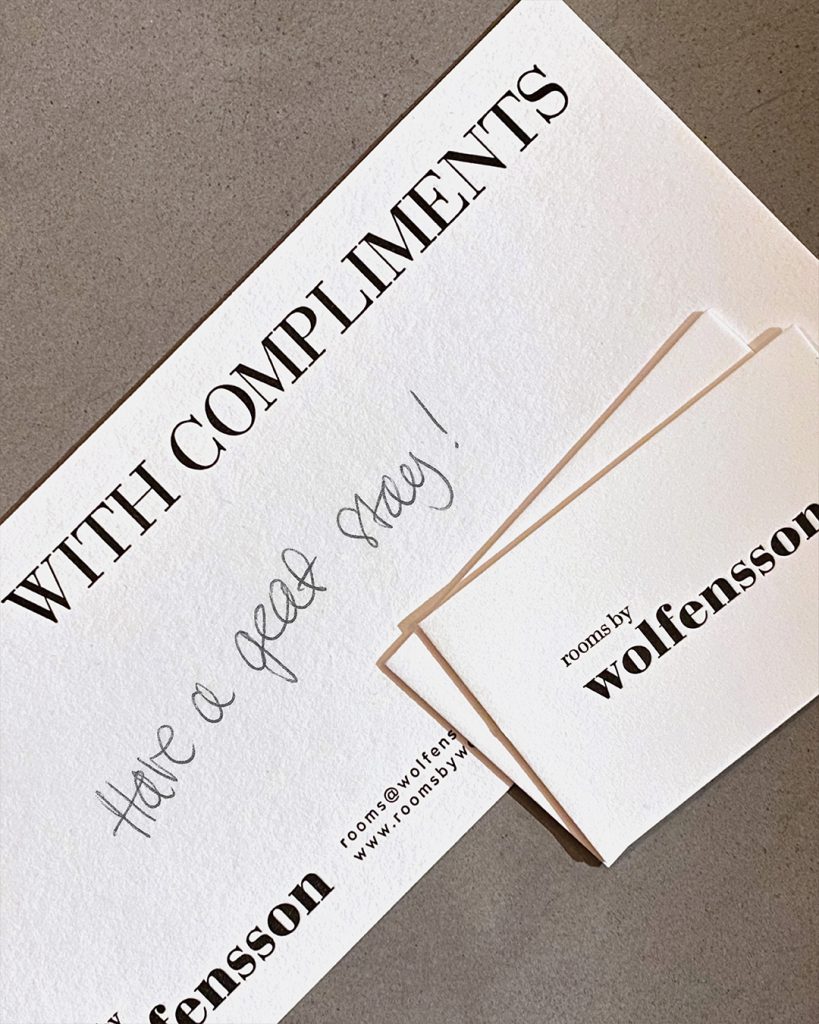 WITH COMPLIMENTS
Have a great stay!
rooms@wolfens
www.roomsbyw
y
fensson
rooms by
wolfensson